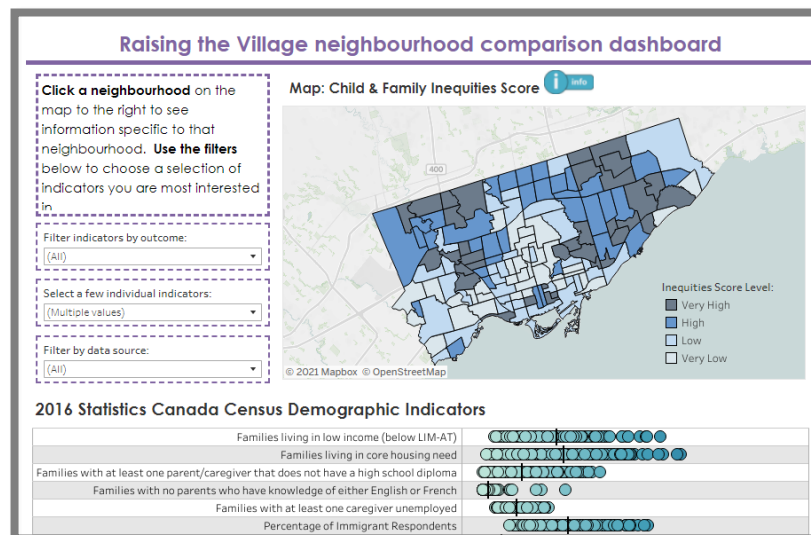 Raising the Village neighbourhood comparison dashboard
Click a neighbourhood on the
map to the right to see
information specific to that
neighbourhood. Use the filters
below to choose a selection of
indicators you are most interested
in
Filter indicators by outcome:
(All)
Select a few individual indicators:
(Multiple values)
Filter by data source:
(All)
Map: Child & Family Inequities Score
i info
400
Inequities Score Level:
Very High
High
Low
Very Low
© 2021 Mapbox © OpenStreetMap
2016 Statistics Canada Census Demographic Indicators
Families living in low income (below LIM-AT)
Families living in core housing need
Families with at least one parent/caregiver that does not have a high school diploma
Families with no parents who have knowledge of either English or French
Families with at least one caregiver unemployed
Percentage of Immigrant Respondents